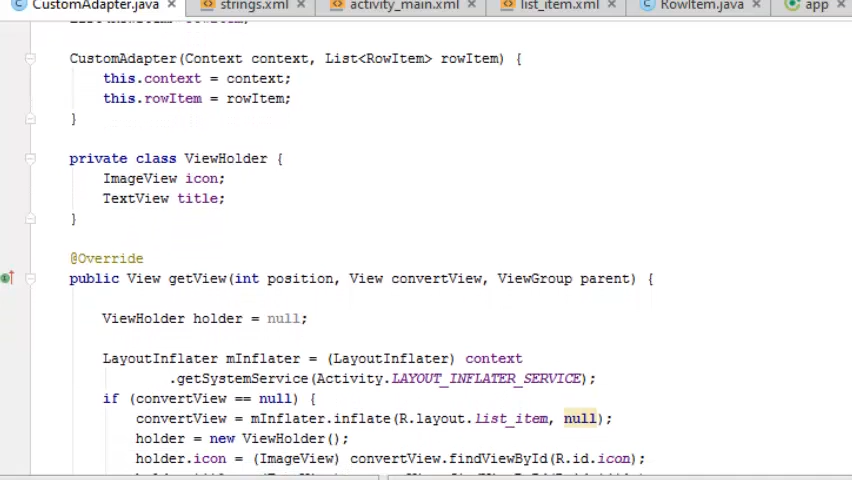 CustomAdapter.java strings.xml activity_main.xml list_item.xml RowItem.java app
CustomAdapter(Context context, List<RowItem> rowItem) {
this.context = context;
this.rowItem = rowItem;
}
private class ViewHolder {
ImageView icon;
TextView title;
}
@Override
public View getView(int position, View convertView, ViewGroup parent) {
ViewHolder holder = null;
LayoutInflater mInflater = (LayoutInflater) context
.getSystemService(Activity.LAYOUT_INFLATER_SERVICE);
if (convertView == null) {
convertView = mInflater.inflate(R.layout.list_item, null);
holder = new ViewHolder();
holder.icon = (ImageView) convertView.findViewById(R.id.icon);